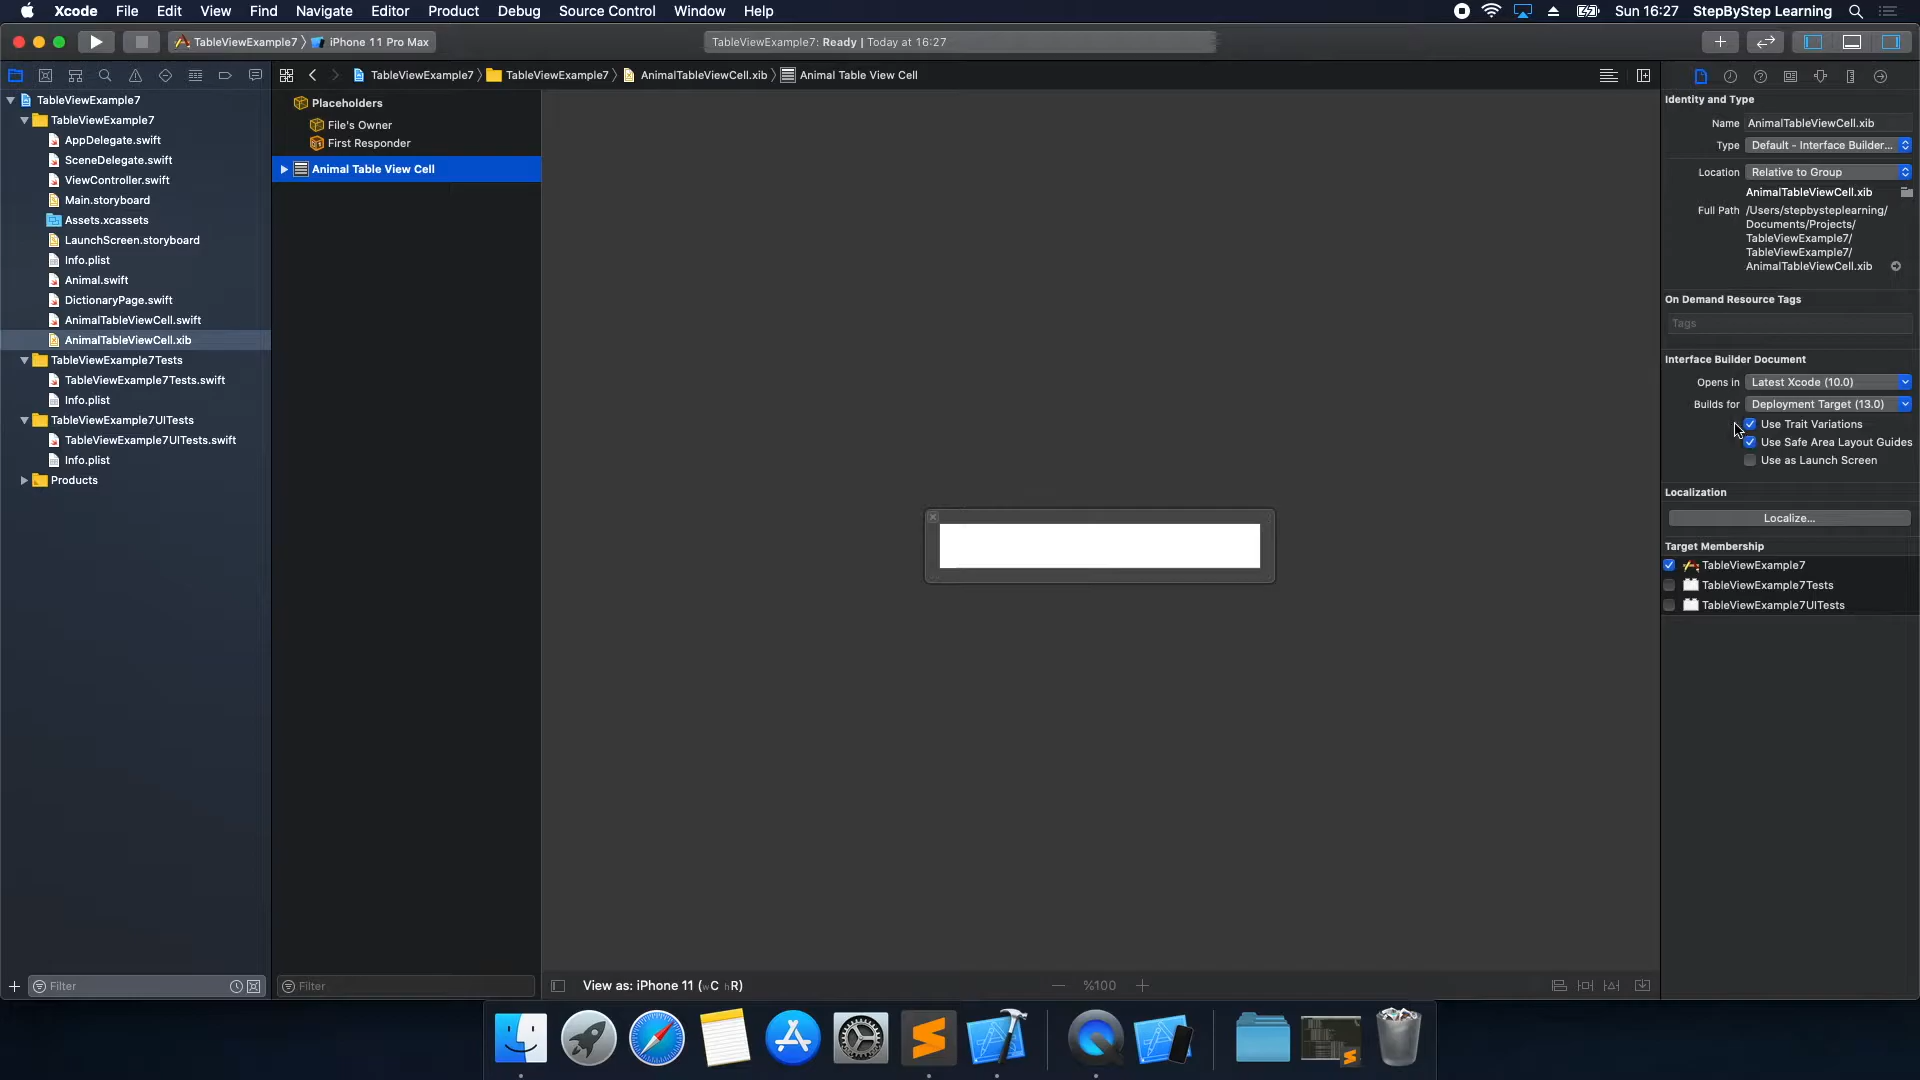 Xcode File Edit View Find Navigate Editor Product Debug Source Control Window Help
Sun 16:27 StepByStep Learning
TableViewExample7 iPhone 11 Pro Max
TableViewExample7: Ready | Today at 16:27
TableViewExample7 TableViewExample7 AnimalTableViewCell.xib Animal Table View Cell
TableViewExample7
TableViewExample7
AppDelegate.swift
SceneDelegate.swift
ViewController.swift
Main.storyboard
Assets.xcassets
LaunchScreen.storyboard
Info.plist
Animal.swift
DictionaryPage.swift
AnimalTableViewCell.swift
AnimalTableViewCell.xib
TableViewExample7Tests
TableViewExample7Tests.swift
Info.plist
TableViewExample7UITests
TableViewExample7UITests.swift
Info.plist
Products
Filter
Placeholders
File's Owner
First Responder
Animal Table View Cell
Filter
View as: iPhone 11 (wC hR)
%100
Identity and Type
Name AnimalTableViewCell.xib
Type Default - Interface Builder...
Location Relative to Group
AnimalTableViewCell.xib
Full Path /Users/stepbysteplearning/
Documents/Projects/
TableViewExample7/
TableViewExample7/
AnimalTableViewCell.xib
On Demand Resource Tags
Tags
Interface Builder Document
Opens in Latest Xcode (10.0)
Builds for Deployment Target (13.0)
Use Trait Variations
Use Safe Area Layout Guides
Use as Launch Screen
Localization
Localize...
Target Membership
TableViewExample7
TableViewExample7Tests
TableViewExample7UITests